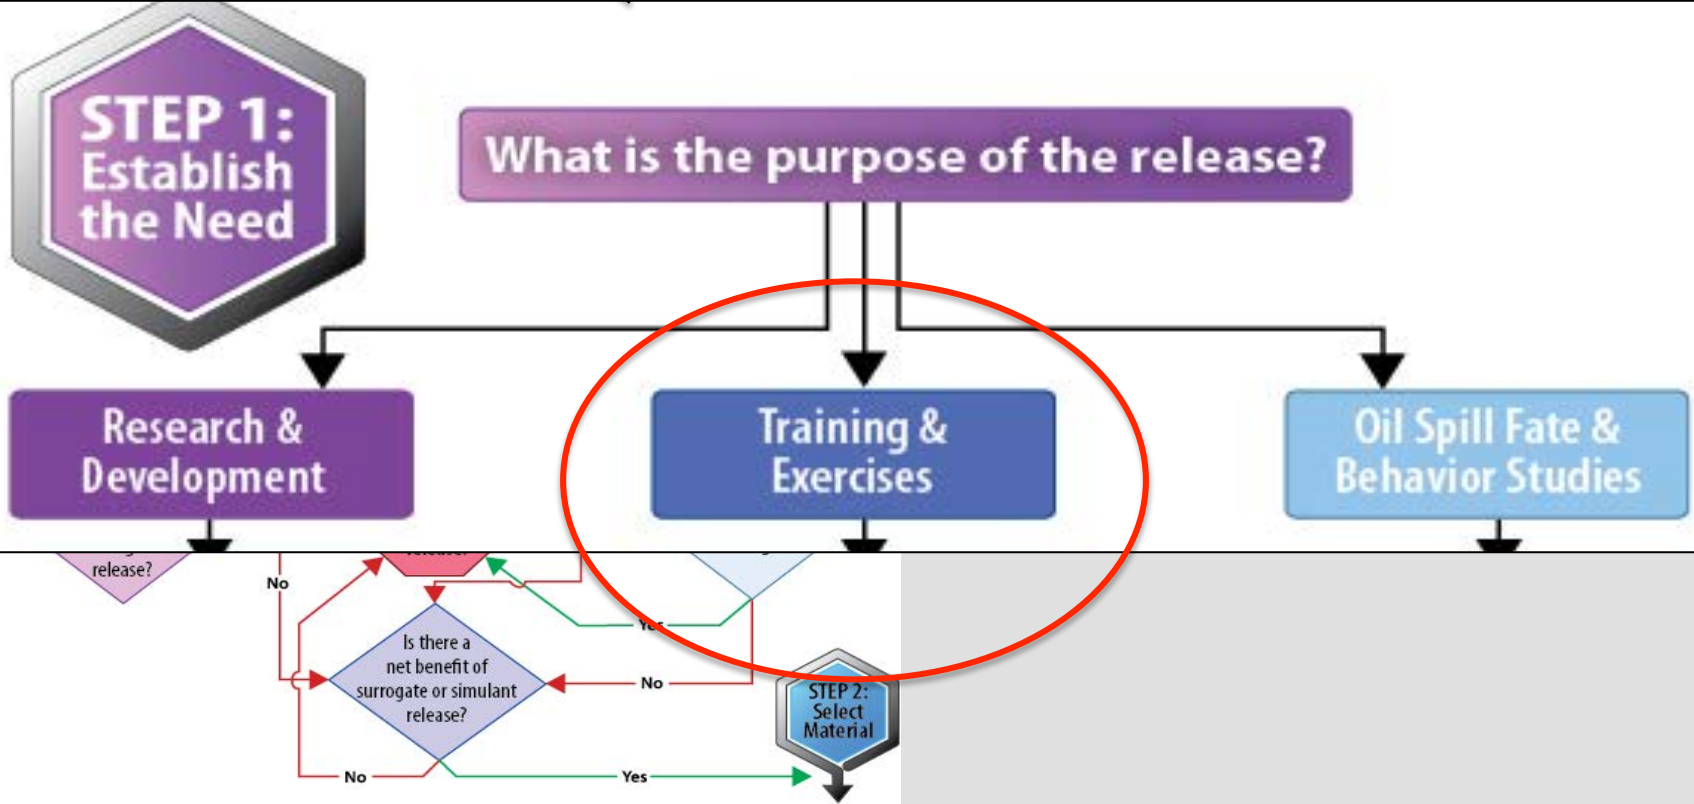 STEP 1:
Establish
the Need
What is the purpose of the release?
Research &
Development
Training &
Exercises
Oil Spill Fate &
Behavior Studies
release?
No
Yes
Is there a
net benefit of
surrogate or simulant
release?
No
STEP 2:
Select
Material
No
Yes